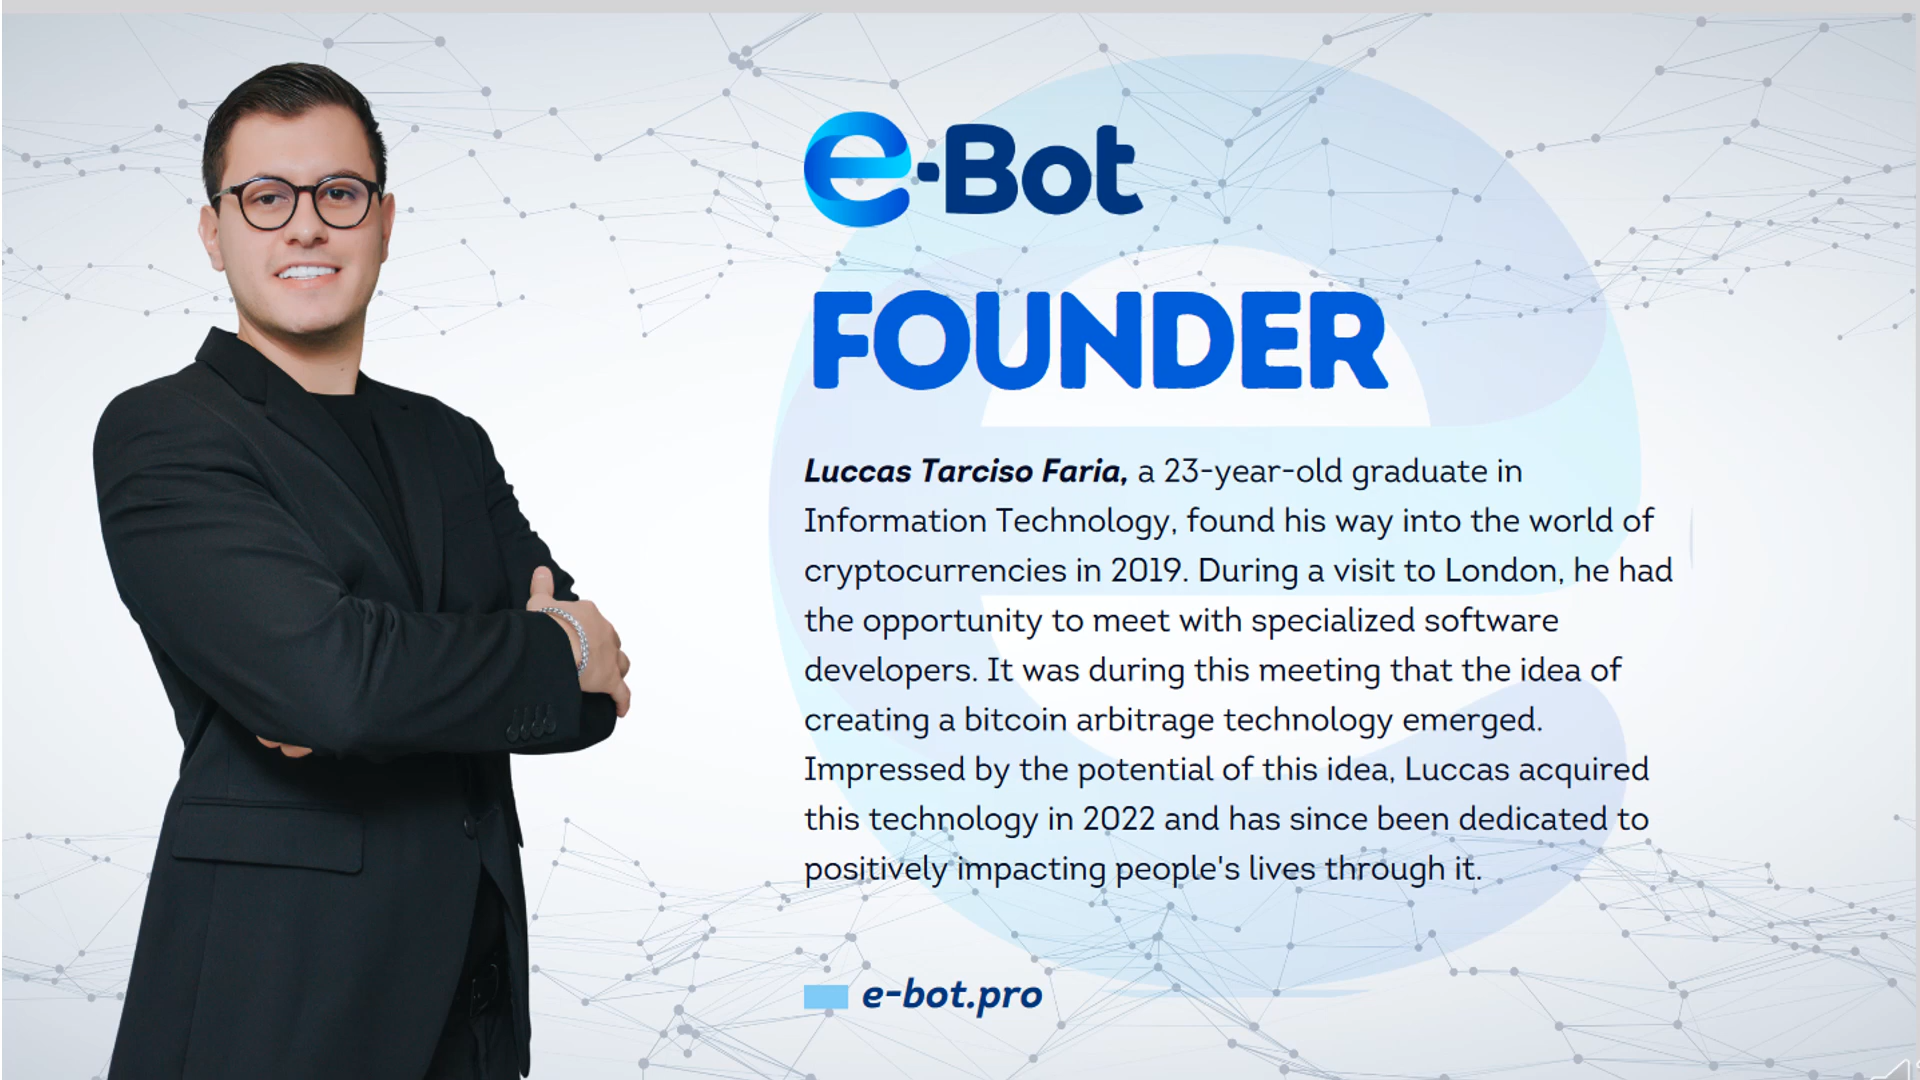 e-Bot
FOUNDER
Luccas Tarciso Faria, a 23-year-old graduate in
Information Technology, found his way into the world of
cryptocurrencies in 2019. During a visit to London, he had
the opportunity to meet with specialized software
developers. It was during this meeting that the idea of
creating a bitcoin arbitrage technology emerged.
Impressed by the potential of this idea, Luccas acquired
this technology in 2022 and has since been dedicated to
positively impacting people's lives through it.
e-bot.pro